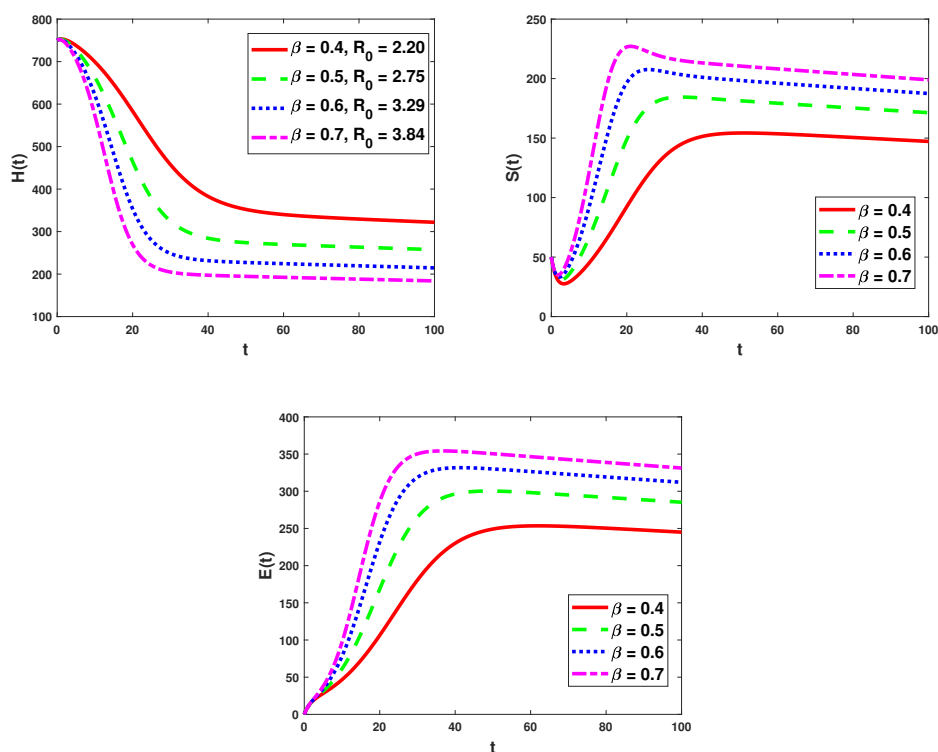 800
700
600
500
400
300
200
100
H(t)
0 20 40 60 80 100
t
β = 0.4, R0 = 2.20
β = 0.5, R0 = 2.75
β = 0.6, R0 = 3.29
β = 0.7, R0 = 3.84
250
200
150
100
50
0
S(t)
0 20 40 60 80 100
t
β = 0.4
β = 0.5
β = 0.6
β = 0.7
400
350
300
250
200
150
100
50
0
E(t)
0 20 40 60 80 100
t
β = 0.4
β = 0.5
β = 0.6
β = 0.7